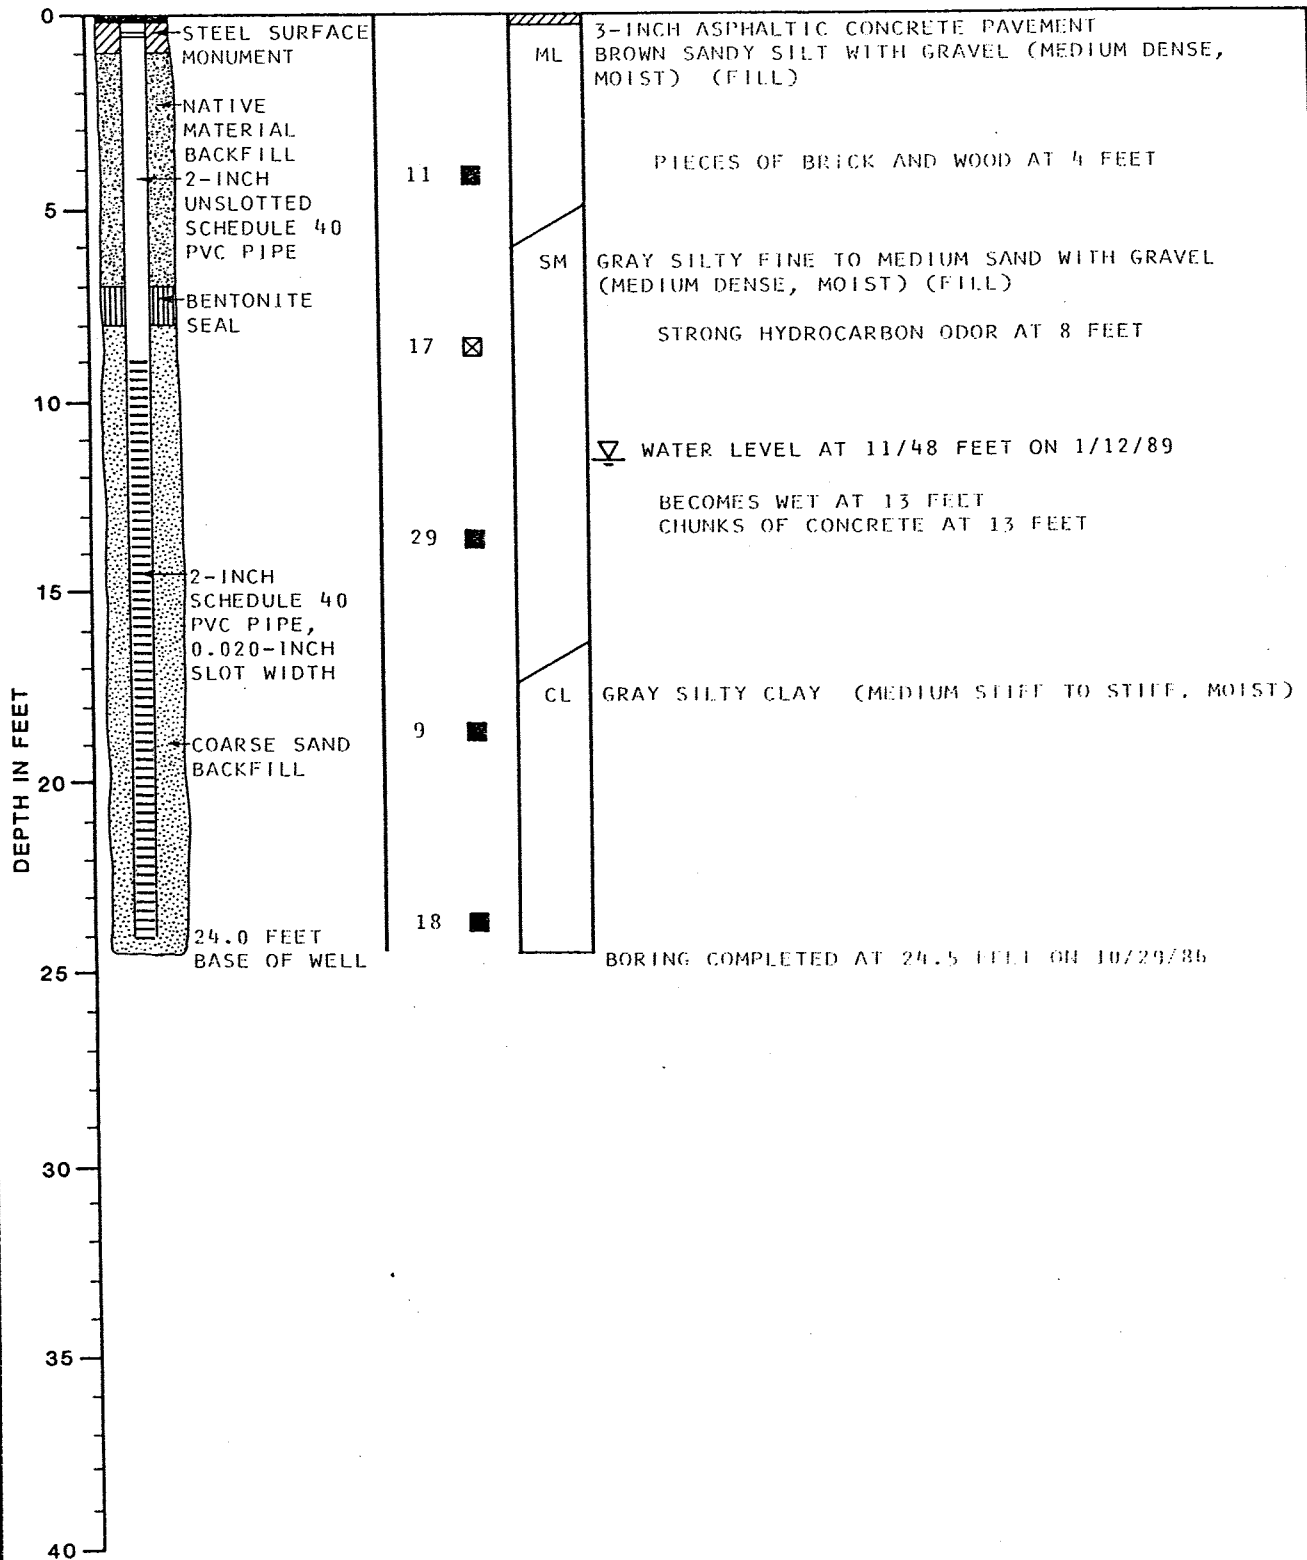 0
STEEL SURFACE
MONUMENT
NATIVE
MATERIAL
BACKFILL
2-INCH
UNSLOTTED
SCHEDULE 40
PVC PIPE
BENTONITE
SEAL
2-INCH
SCHEDULE 40
PVC PIPE,
0.020-INCH
SLOT WIDTH
COARSE SAND
BACKFILL
24.0 FEET
BASE OF WELL
5
10
15
20
25
30
35
40
DEPTH IN FEET
11
17
29
9
18
ML
SM
CL
3-INCH ASPHALTIC CONCRETE PAVEMENT
BROWN SANDY SILT WITH GRAVEL (MEDIUM DENSE,
MOIST) (FILL)
PIECES OF BRICK AND WOOD AT 4 FEET
GRAY SILTY FINE TO MEDIUM SAND WITH GRAVEL
(MEDIUM DENSE, MOIST) (FILL)
STRONG HYDROCARBON ODOR AT 8 FEET
WATER LEVEL AT 11/48 FEET ON 1/12/89
BECOMES WET AT 13 FEET
CHUNKS OF CONCRETE AT 13 FEET
GRAY SILTY CLAY (MEDIUM STIFF TO STIFF, MOIST)
BORING COMPLETED AT 24.5 FEET ON 10/29/86